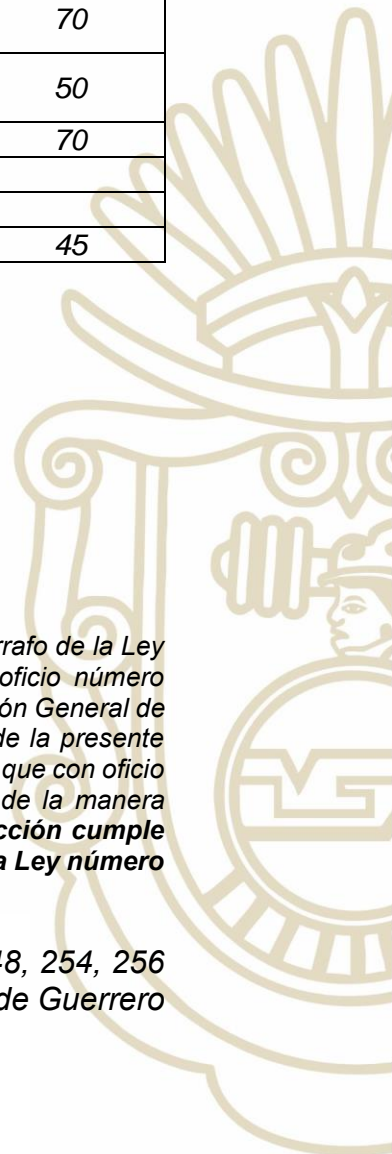 70
50
70
45
rrafo de la Ley
oficio número
ón General de
de la presente
que con oficio
de la manera
cción cumple
a Ley número
48, 254, 256
de Guerrero